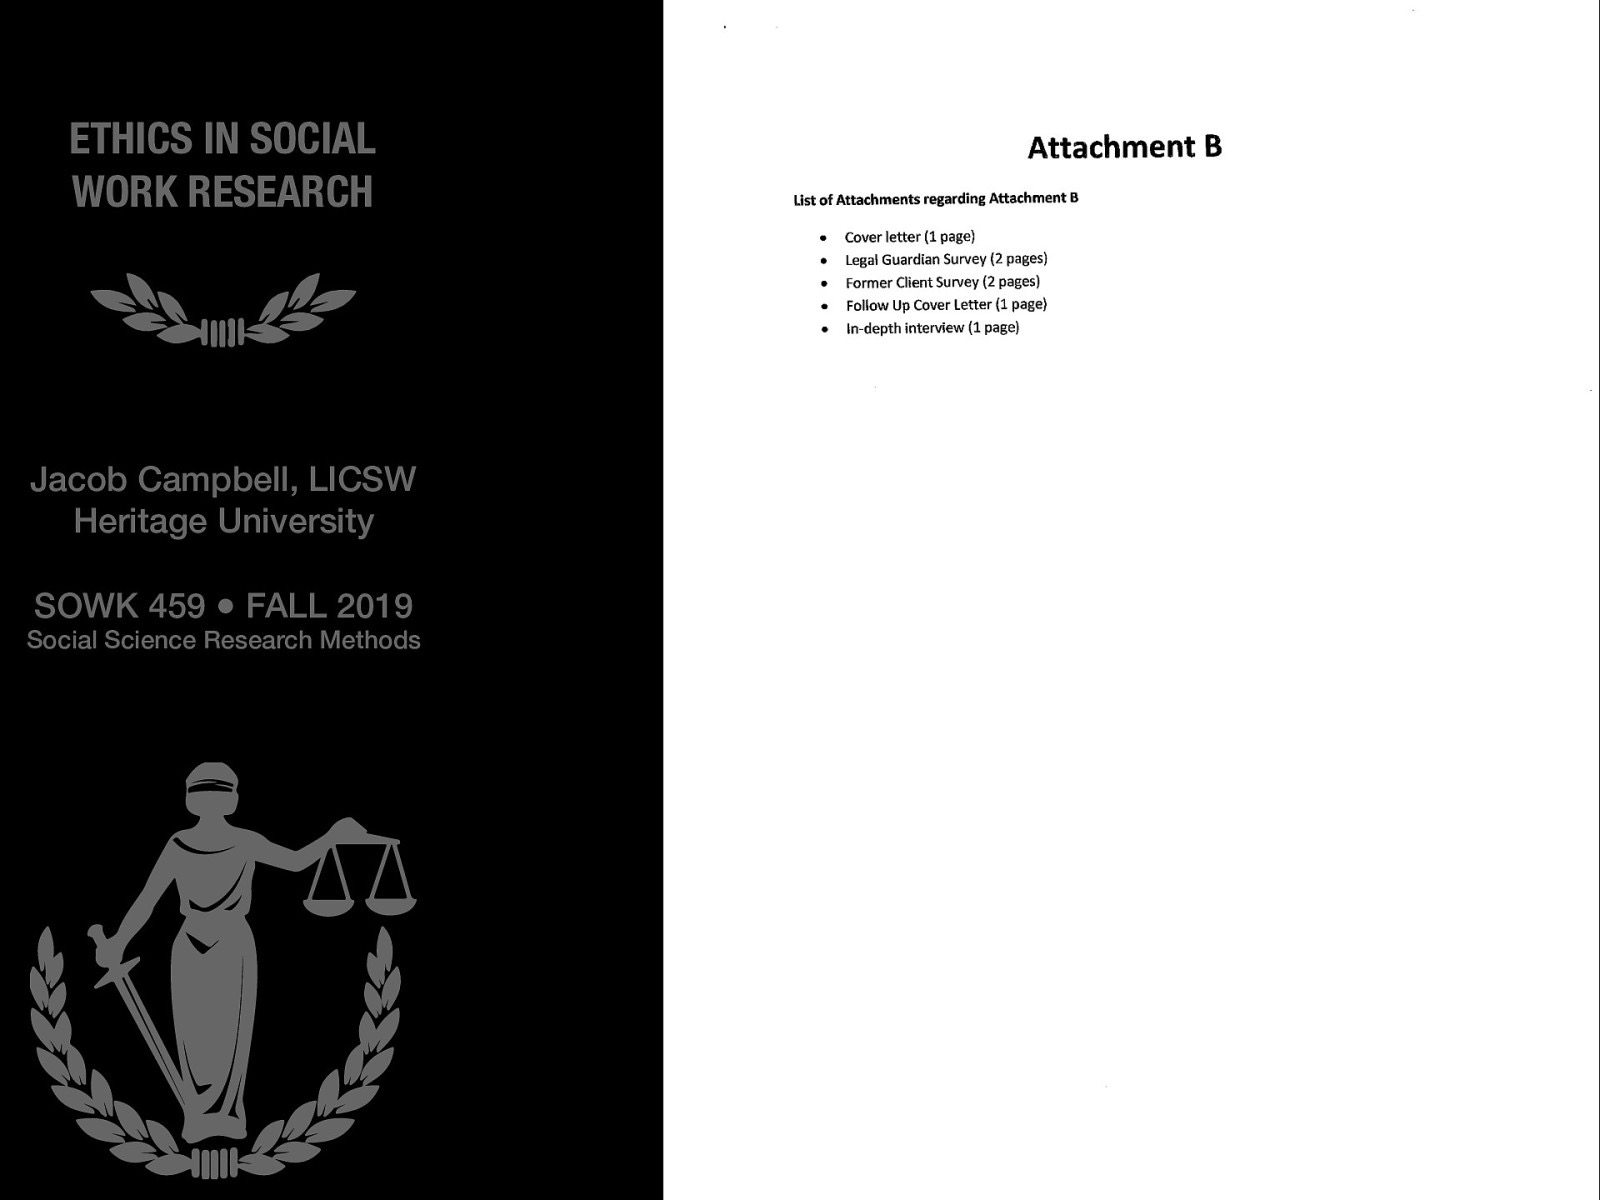 ETHICS IN SOCIAL
WORK RESEARCH
Jacob Campbell, LICSW
Heritage University
SOWK 459 • FALL 2019
Social Science Research Methods
Attachment B
List of Attachments regarding Attachment B
• Cover letter (1 page)
• Legal Guardian Survey (2 pages)
• Former Client Survey (2 pages)
• Follow Up Cover Letter (1 page)
• In-depth interview (1 page)